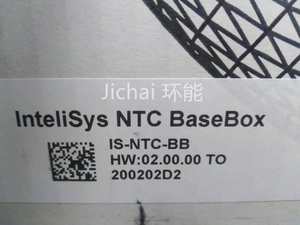 Jichai 环能
InteliSys NTC BaseBox
IS-NTC-BB
HW:02.00.00 TO
200202D2